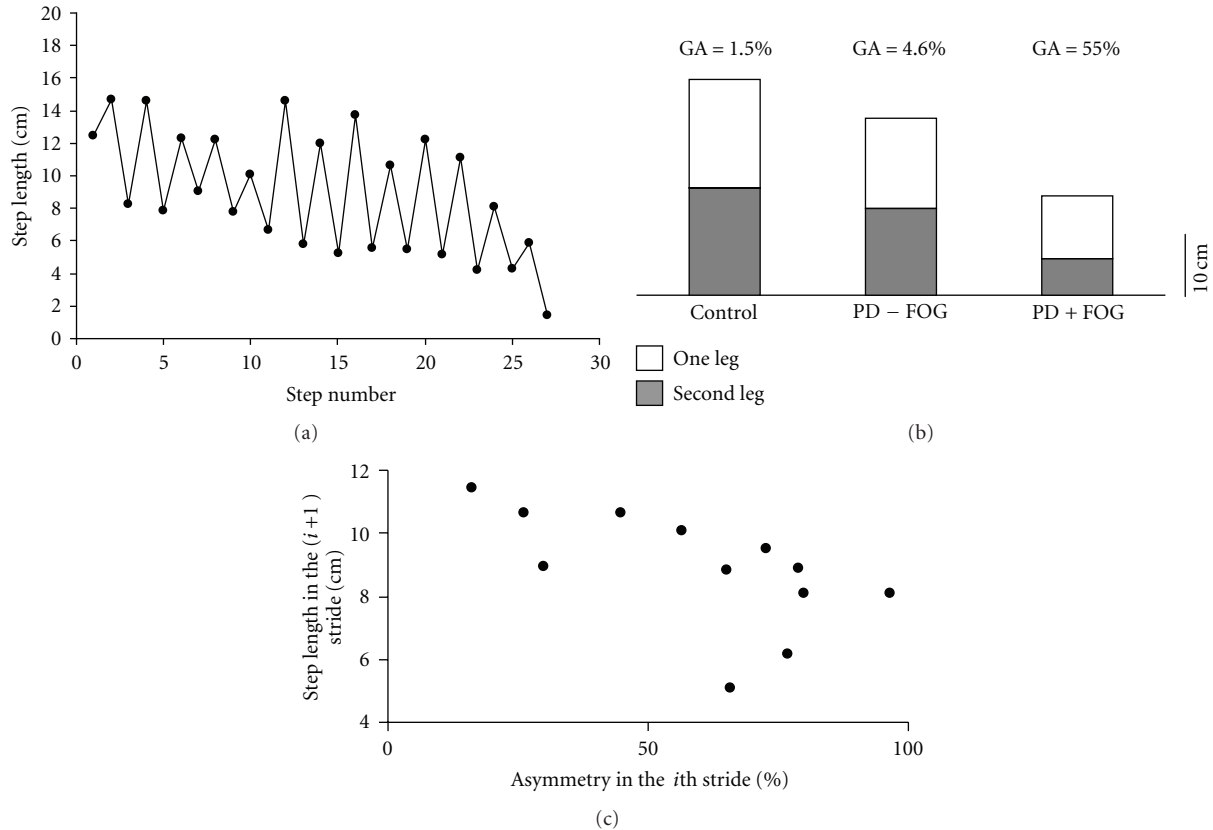 20
18
16
14
12
10
8
6
4
2
0
Step length (cm)
0 5 10 15 20 25 30
Step number
(a)
GA = 1.5% GA = 4.6% GA = 55%
Control PD − FOG PD + FOG
10 cm
One leg
Second leg
(b)
12
10
8
6
4
Step length in the (i+1)
stride (cm)
0 50 100
Asymmetry in the ith stride (%)
(c)